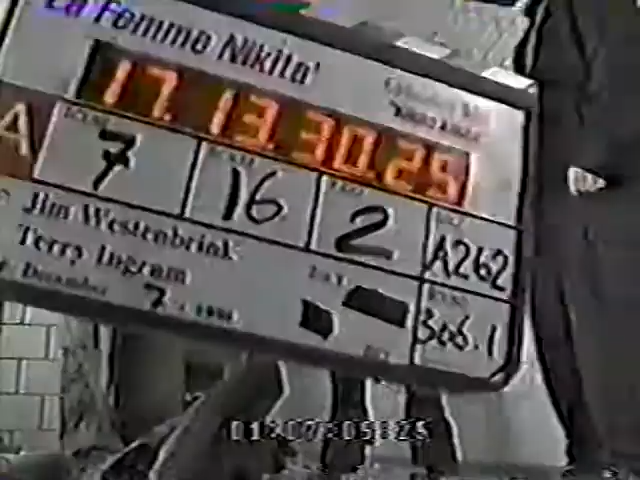 La Femme Nikita'
17.13.30.25
A
7 16 2 A262
Jim Westenbrink
Terry Ingram
December 7
306.1
01:07:05:25